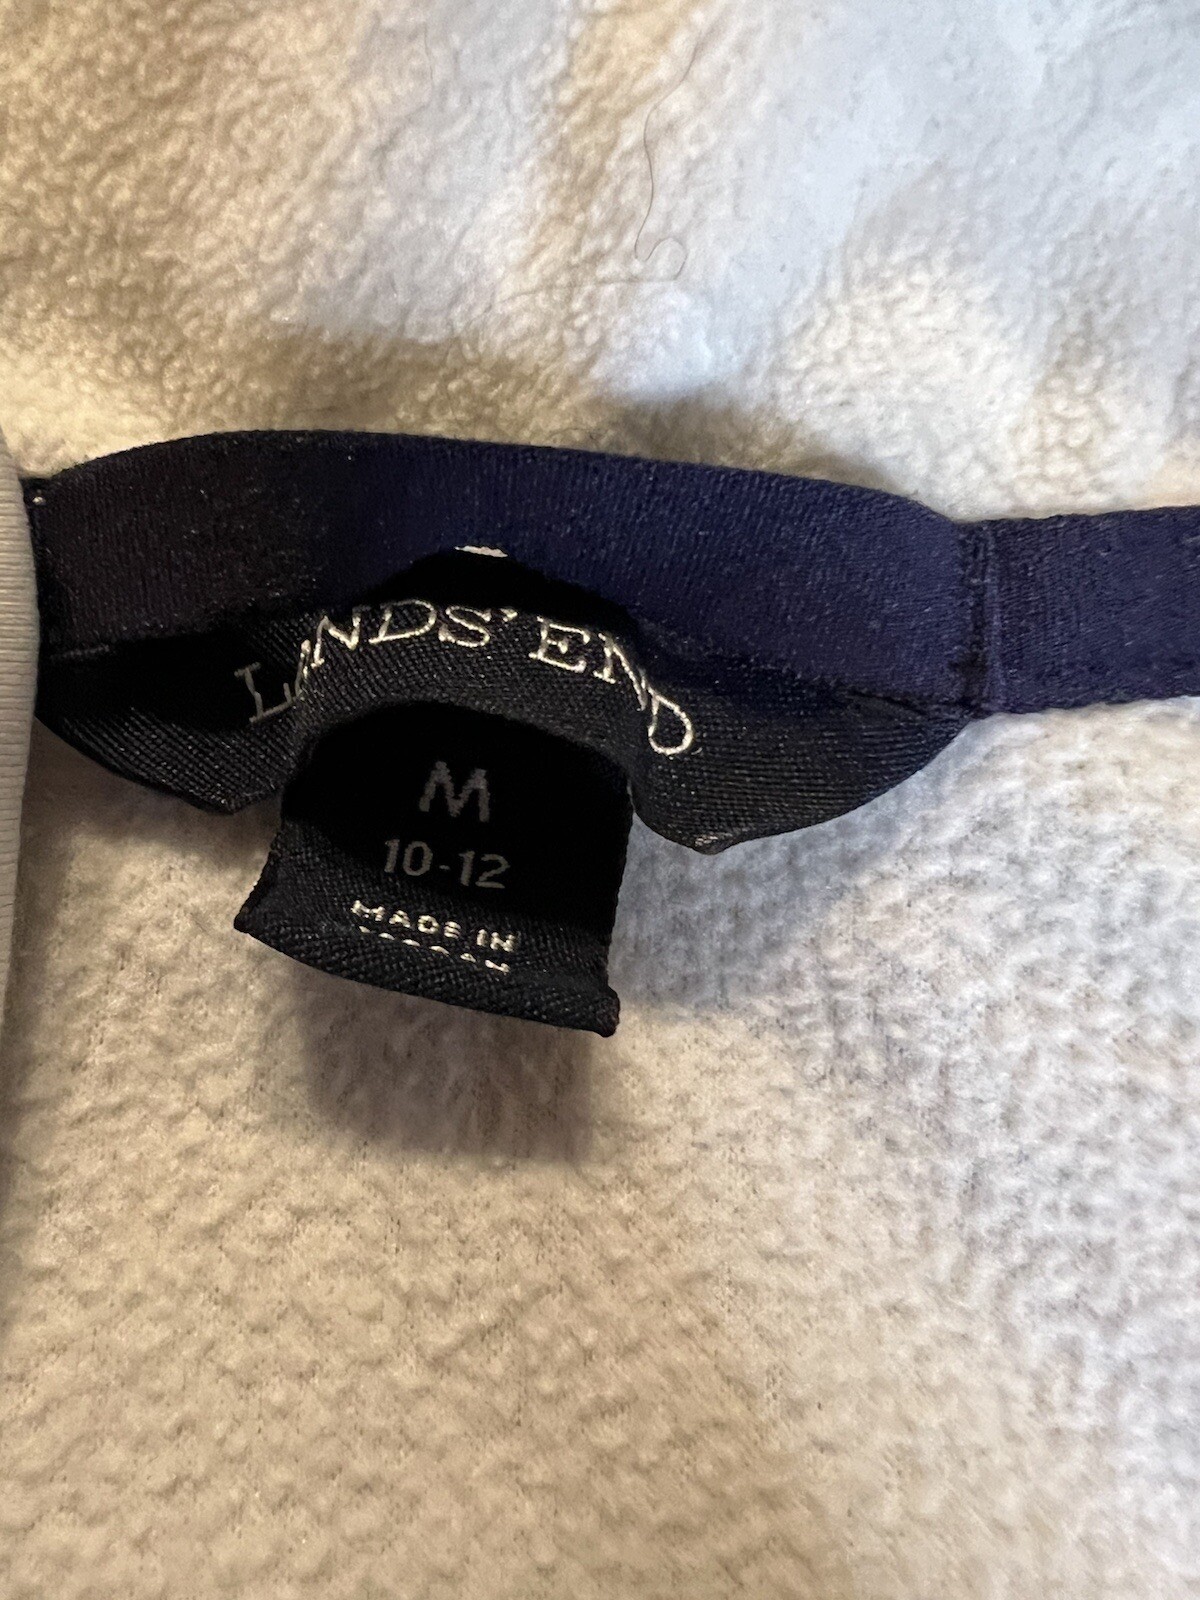 LANDS' END
M
10-12
MADE IN